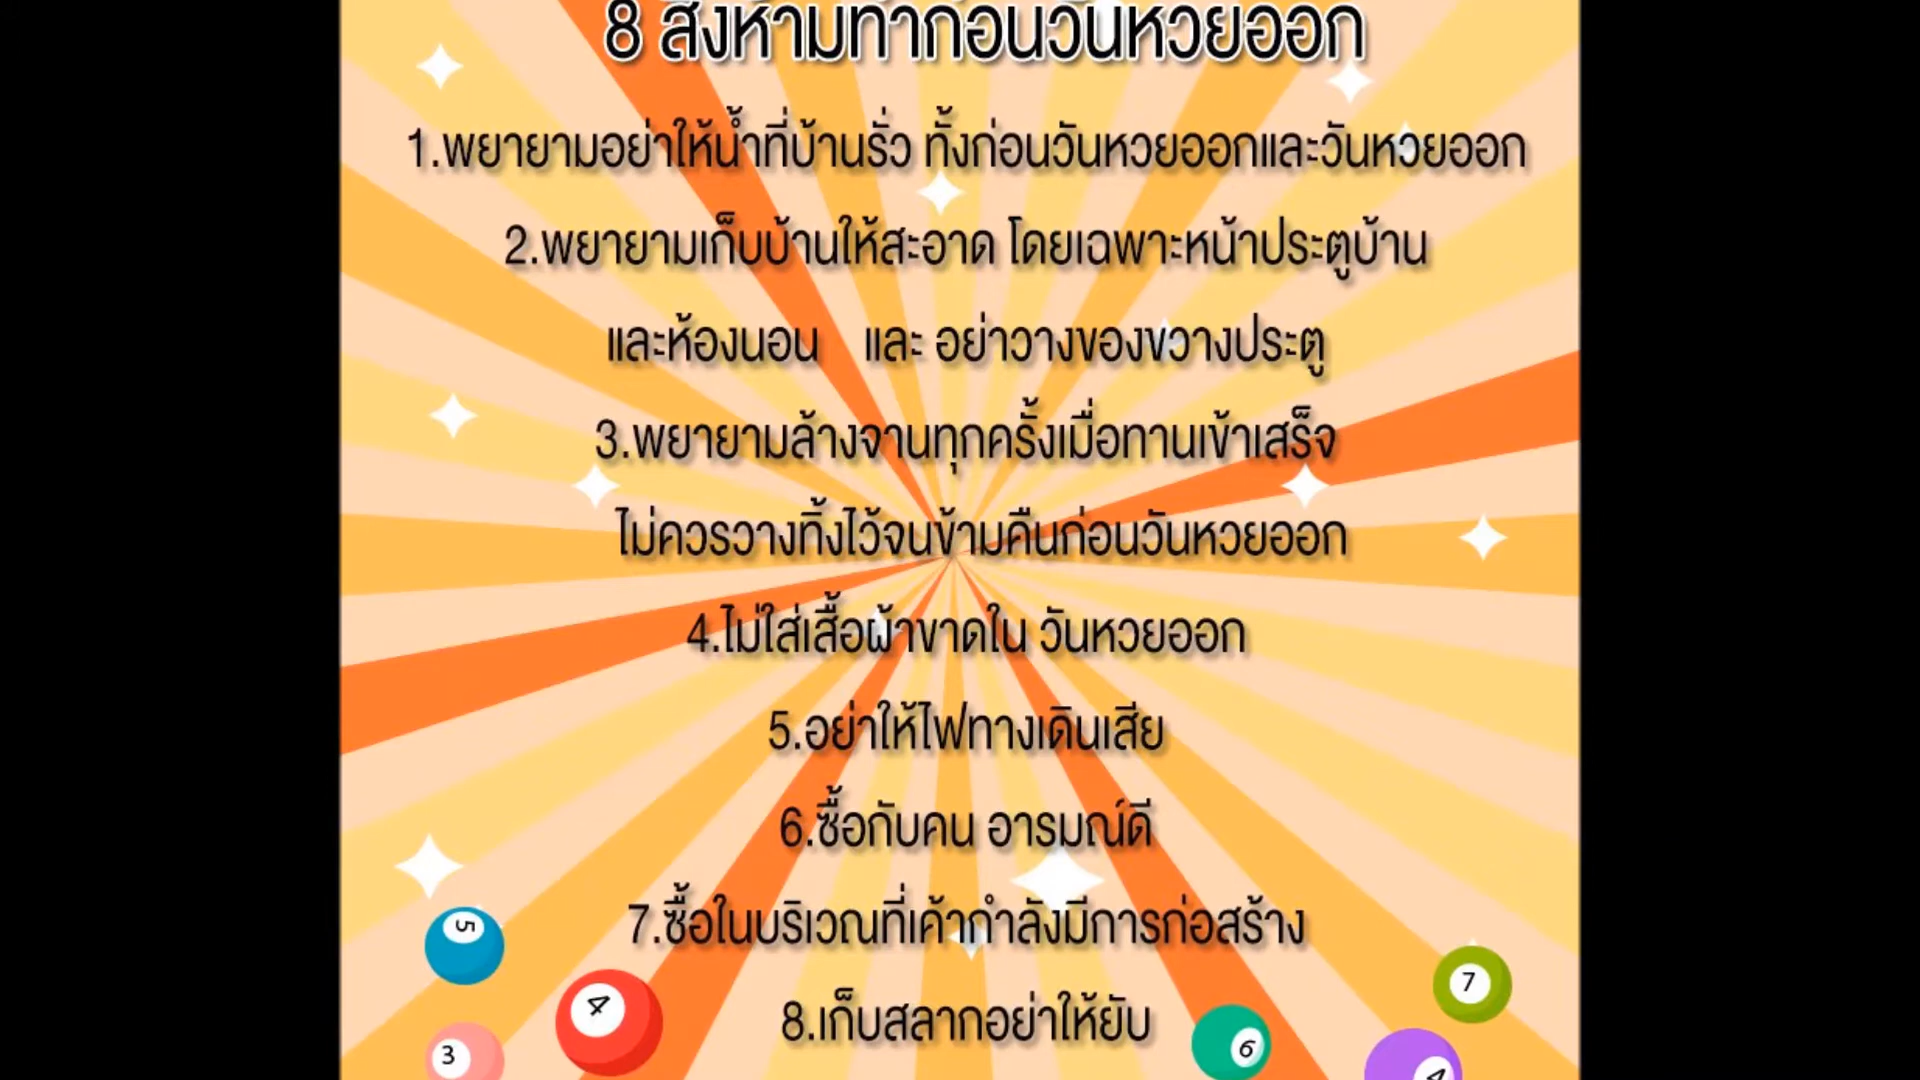 8 สิ่งห้ามทำก่อนวันหวยออก
1.พยายามอย่าให้น้ำที่บ้านรั่ว ทั้งก่อนวันหวยออกและวันหวยออก
2.พยายามเก็บบ้านให้สะอาด โดยเฉพาะหน้าประตูบ้าน
และห้องนอน และ อย่าวางของขวางประตู
3.พยายามล้างจานทุกครั้งเมื่อทานเข้าเสร็จ
ไม่ควรวางทิ้งไว้จนข้ามคืนก่อนวันหวยออก
4.ไม่ใส่เสื้อผ้าขาดใน วันหวยออก
5.อย่าให้ไฟทางเดินเสีย
6.ซื้อกับคน อารมณ์ดี
7.ซื้อในบริเวณที่เค้ากำลังมีการก่อสร้าง
8.เก็บสลากอย่าให้ยับ
5
4
3
6
7
4